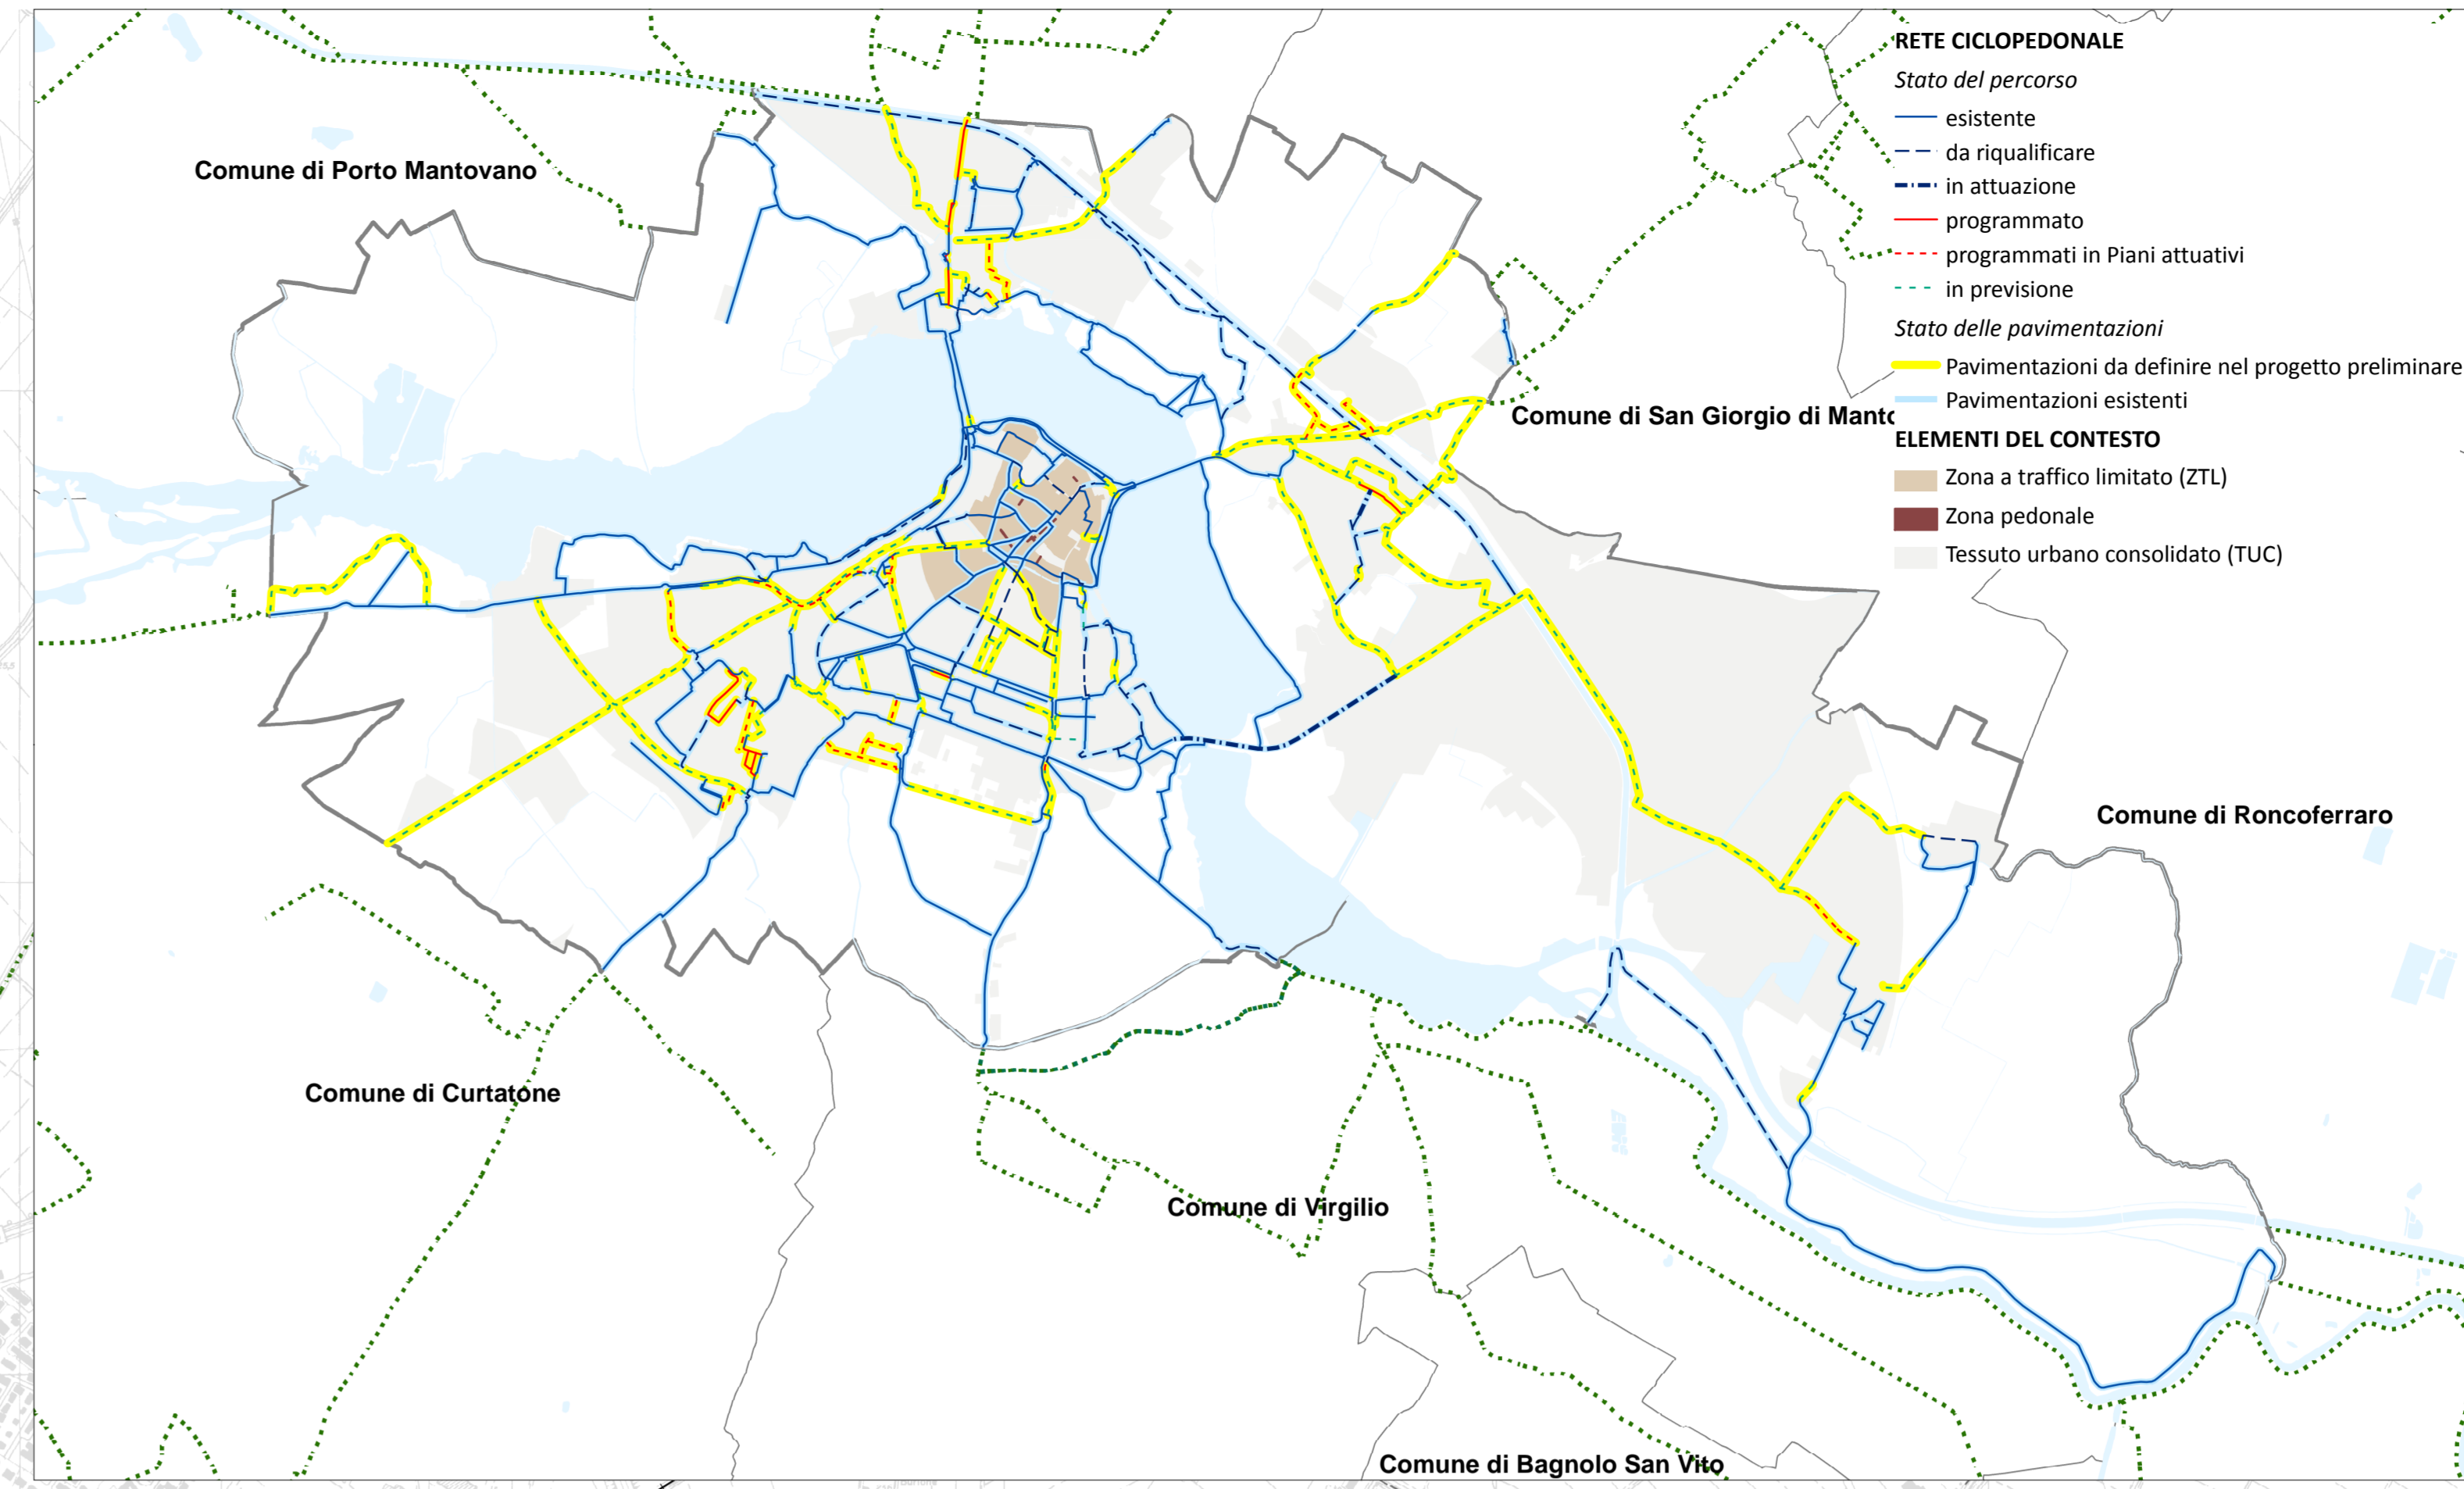 RETE CICLOPEDONALE
Stato del percorso
esistente
da riqualificare
in attuazione
programmato
programmati in Piani attuativi
in previsione
Stato delle pavimentazioni
Pavimentazioni da definire nel progetto preliminare
Pavimentazioni esistenti
ELEMENTI DEL CONTESTO
Zona a traffico limitato (ZTL)
Zona pedonale
Tessuto urbano consolidato (TUC)
Comune di Porto Mantovano
Comune di San Giorgio di Manto
Comune di Roncoferraro
Comune di Curtatone
Comune di Virgilio
Comune di Bagnolo San Vito